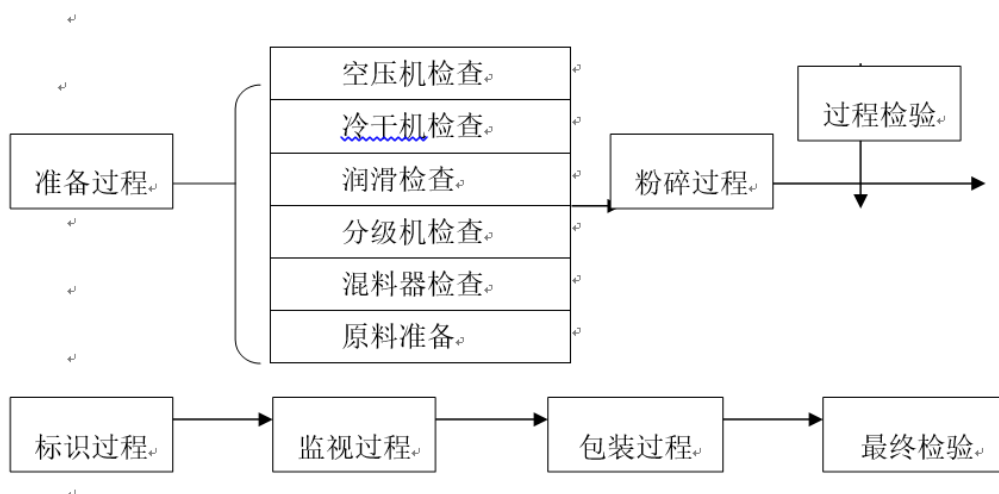 空压机检查
冷干机检查
润滑检查
分级机检查
混料器检查
原料准备
准备过程
粉碎过程
过程检验
标识过程
监视过程
包装过程
最终检验